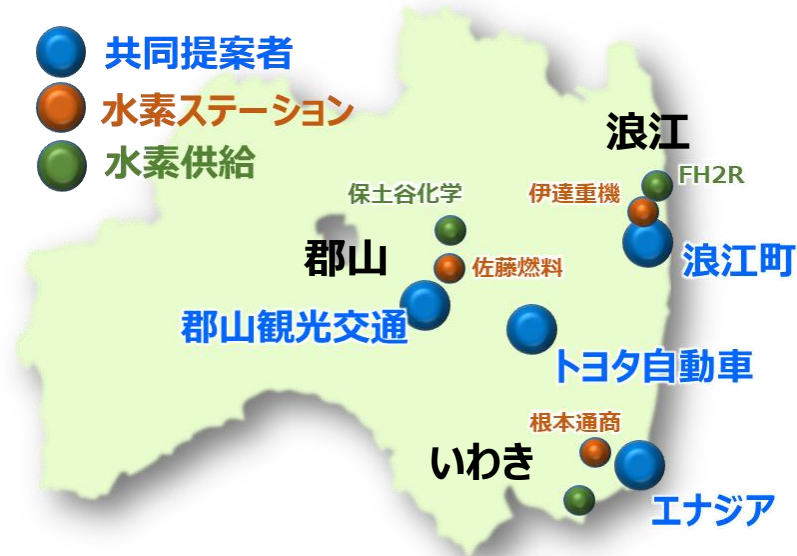 共同提案者
水素ステーション
水素供給
浪江
FH2R
保土谷化学
伊達重機
郡山
佐藤燃料
浪江町
郡山観光交通
トヨタ自動車
根本通商
いわき
エナジア